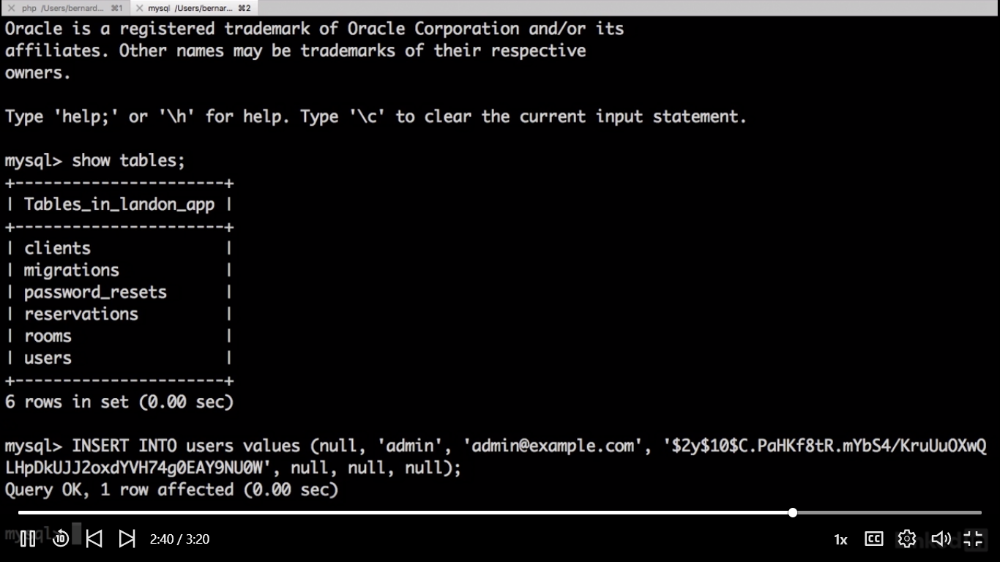 php /Users/bernard... ⌘1
mysql /Users/bernar... ⌘2
Oracle is a registered trademark of Oracle Corporation and/or its
affiliates. Other names may be trademarks of their respective
owners.
Type 'help;' or '\h' for help. Type '\c' to clear the current input statement.
mysql> show tables;
+----------------------+
| Tables_in_landon_app |
+----------------------+
| clients |
| migrations |
| password_resets |
| reservations |
| rooms |
| users |
+----------------------+
6 rows in set (0.00 sec)
mysql> INSERT INTO users values (null, 'admin', 'admin@example.com', '$2y$10$C.PaHKf8tR.mYbS4/KruUuOXwQ
LHpDkUJJ2oxdYVH74g0EAY9NU0W', null, null, null);
Query OK, 1 row affected (0.00 sec)
mysql>
10 2:40 / 3:20 1x CC